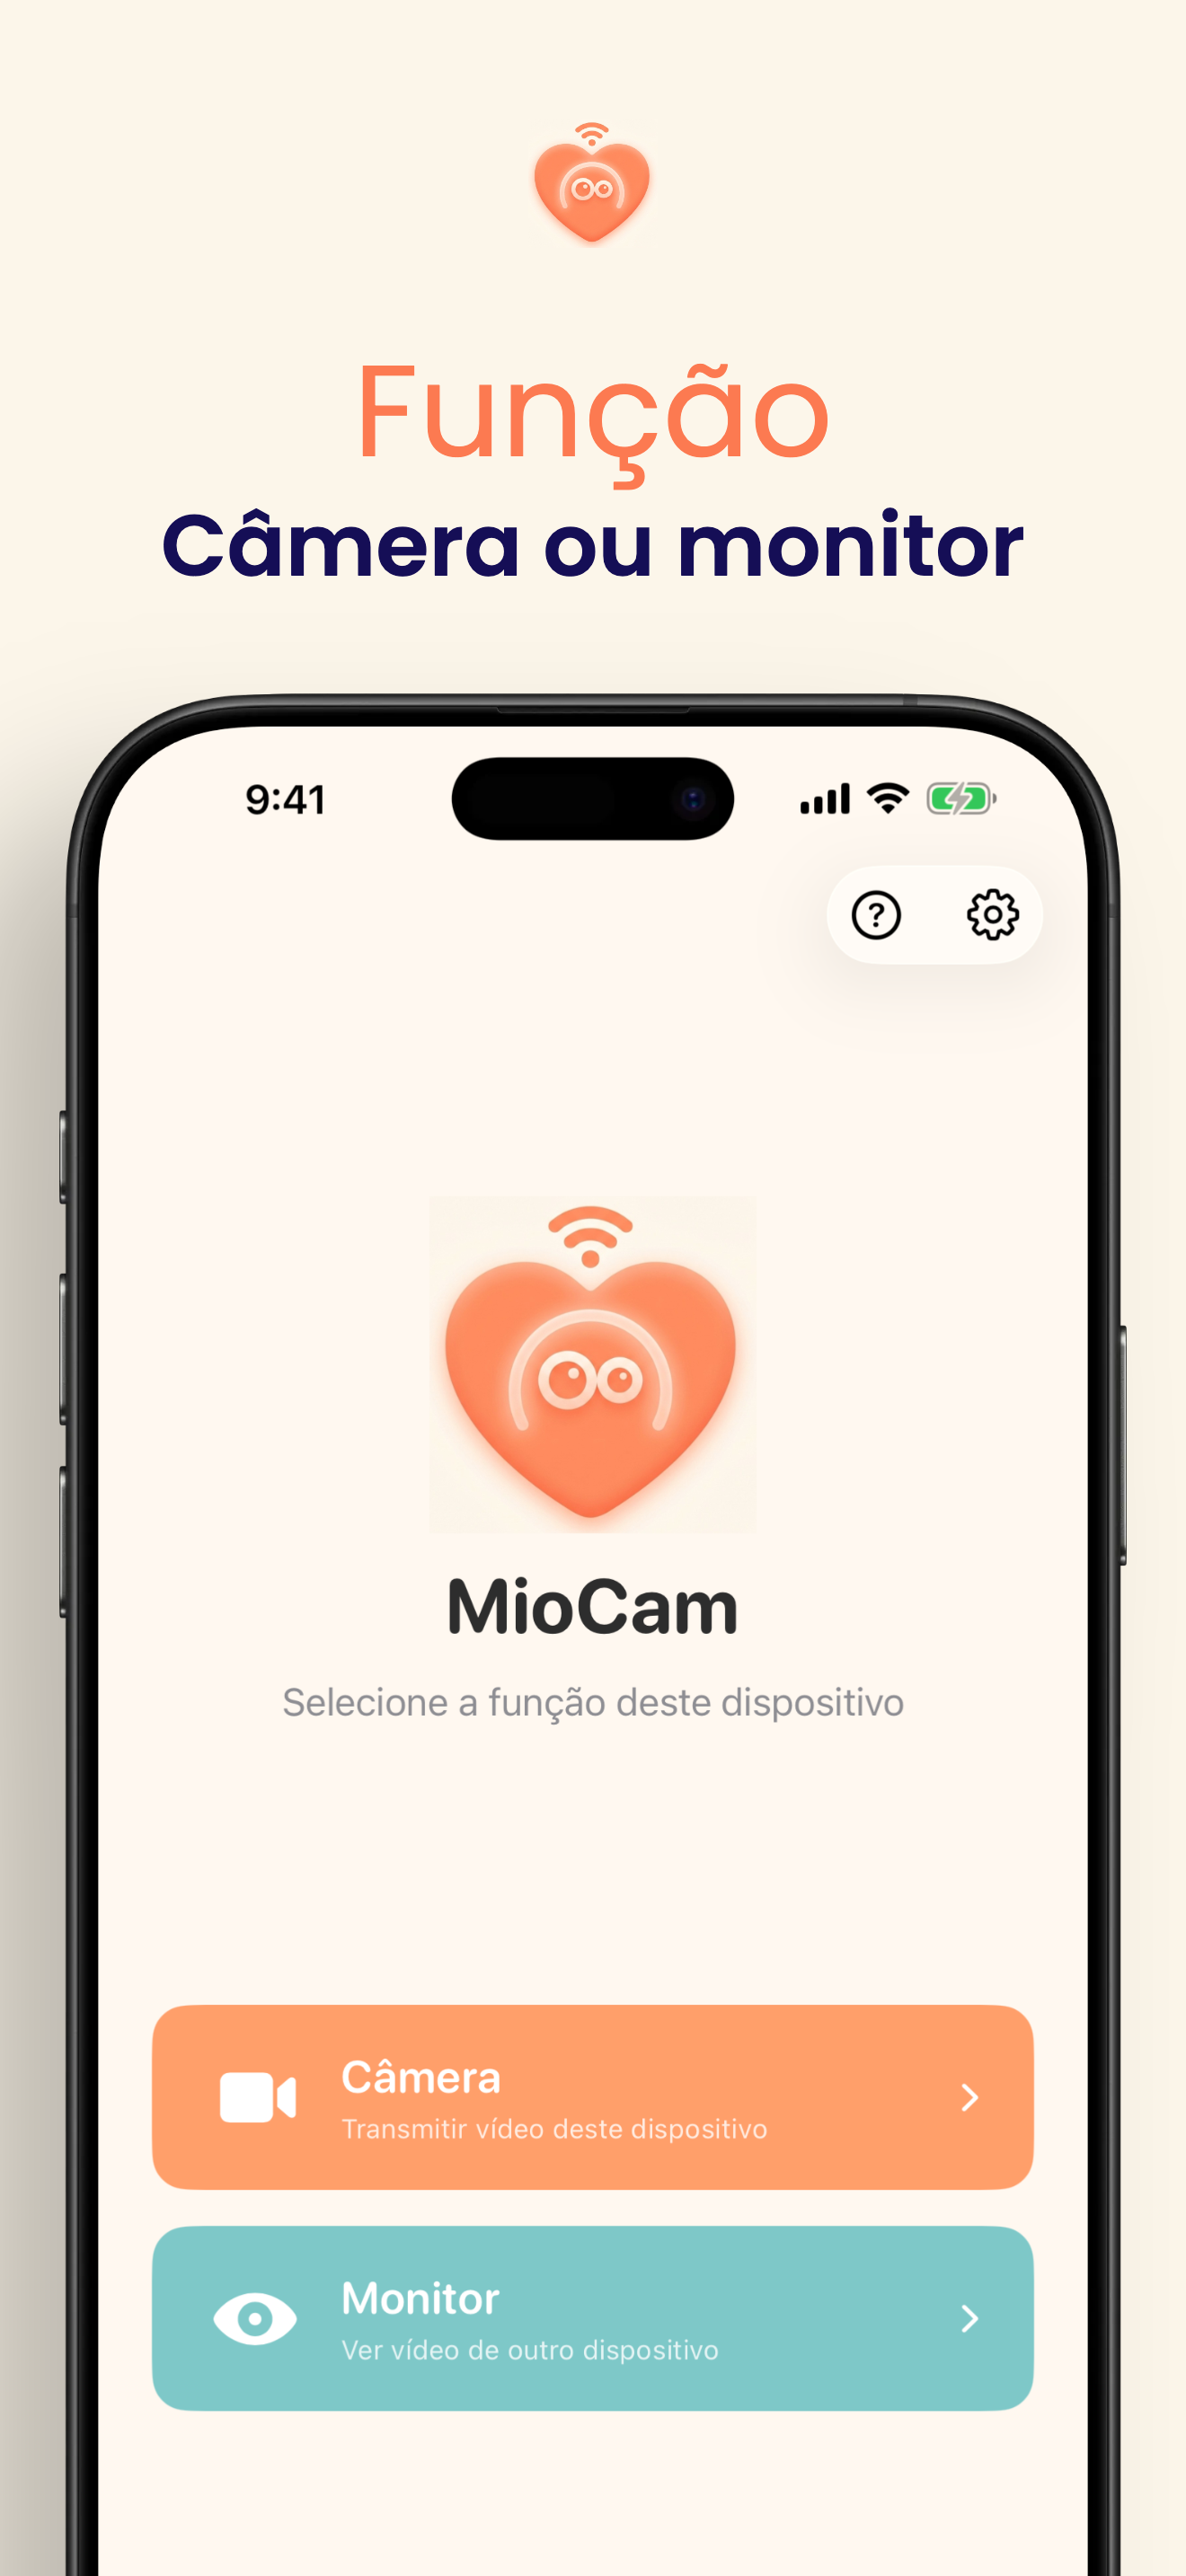 Função
Câmera ou monitor
9:41
MioCam
Selecione a função deste dispositivo
Câmera
Transmitir vídeo deste dispositivo
Monitor
Ver vídeo de outro dispositivo